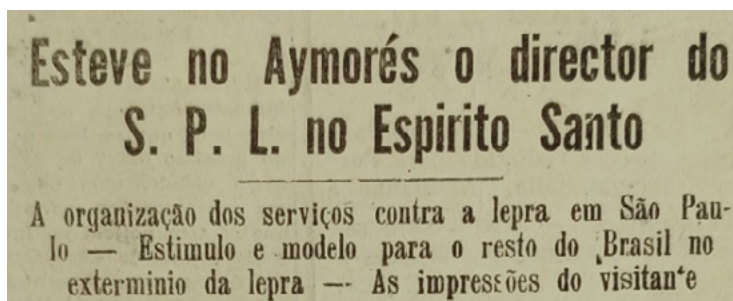 Esteve no Aymorés o director do
S. P. L. no Espirito Santo
A organização dos serviços contra a lepra em São Pau-
lo — Estimulo e modelo para o resto do Brasil no
exterminio da lepra — As impressões do visitante